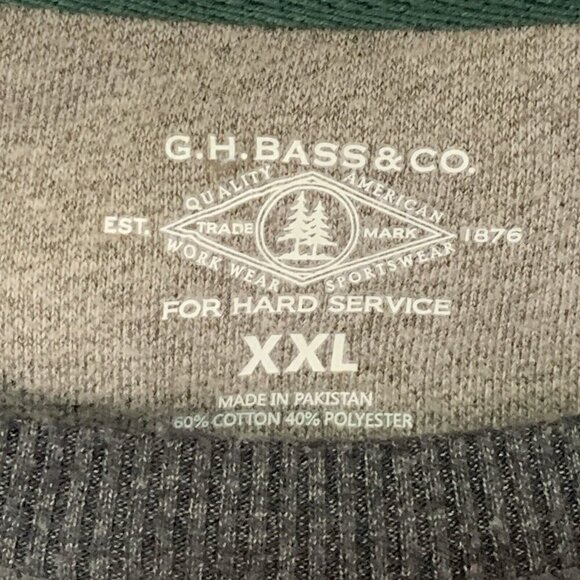 G.H. BASS & CO.
QUALITY AMERICAN
EST. TRADE MARK 1876
WORK WEAR SPORTSWEAR
FOR HARD SERVICE
XXL
MADE IN PAKISTAN
60% COTTON 40% POLYESTER